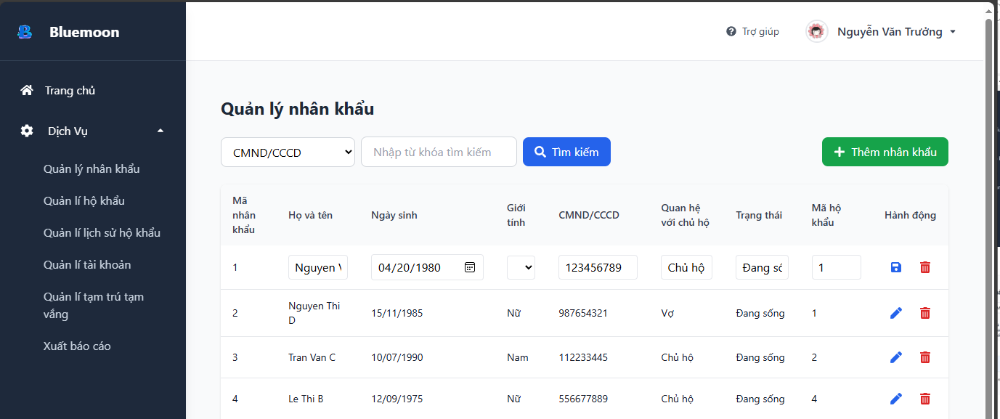 Bluemoon
Trợ giúp
Nguyễn Văn Trưởng
Trang chủ
Dịch Vụ
Quản lý nhân khẩu
Quản lí hộ khẩu
Quản lí lịch sử hộ khẩu
Quản lí tài khoản
Quản lí tạm trú tạm
vắng
Xuất báo cáo
Quản lý nhân khẩu
CMND/CCCD
Nhập từ khóa tìm kiếm
Tìm kiếm
Thêm nhân khẩu
Mã
nhân
khẩu
Họ và tên
Ngày sinh
Giới
tính
CMND/CCCD
Quan hệ
với chủ hộ
Trạng thái
Mã hộ
khẩu
Hành động
1 Nguyen 04/20/1980 123456789 Chủ hộ Đang 1
2 Nguyen Thi
D 15/11/1985 Nữ 987654321 Vợ Đang sống 1
3 Tran Van C 10/07/1990 Nam 112233445 Chủ hộ Đang sống 2
4 Le Thi B 12/09/1975 Nữ 556677889 Chủ hộ Đang sống 4